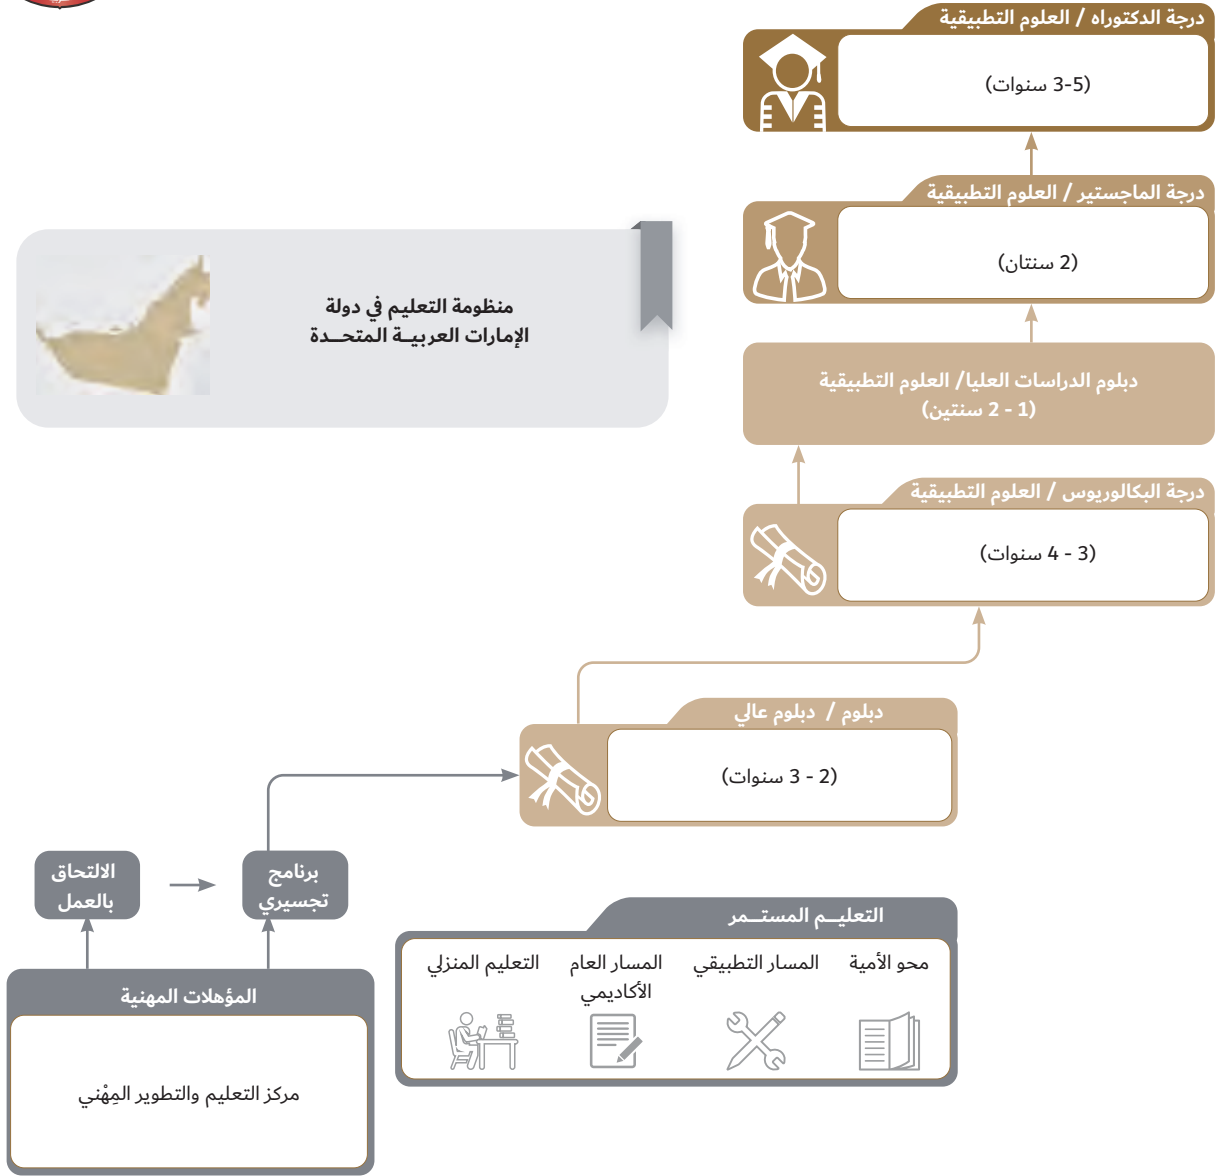 درجة الدكتوراه / العلوم التطبيقية
(3-5 سنوات)
درجة الماجستير / العلوم التطبيقية
(2 سنتان)
منظومة التعليم في دولة
الإمارات العربيــة المتحــدة
دبلوم الدراسات العليا/ العلوم التطبيقية
(1 - 2 سنتين)
درجة البكالوريوس / العلوم التطبيقية
(3 - 4 سنوات)
دبلوم / دبلوم عالي
(2 - 3 سنوات)
برنامج
تجسيري
الالتحاق
بالعمل
التعليــم المستــمر
محو الأمية
المسار التطبيقي
المسار العام
الأكاديمي
التعليم المنزلي
المؤهلات المهنية
مركز التعليم والتطوير المِهْني